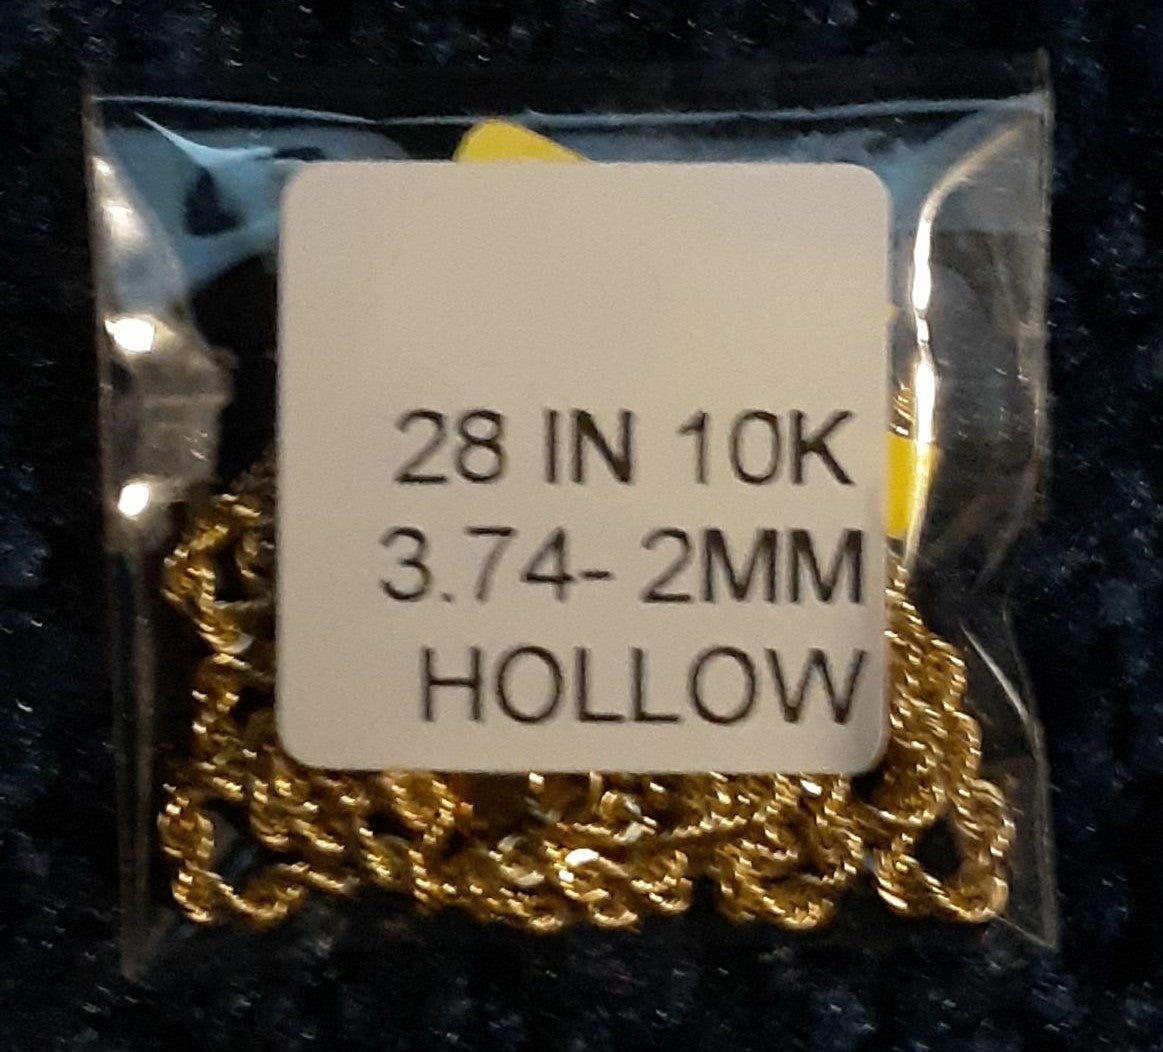 28 IN 10K
3.74- 2MM
HOLLOW